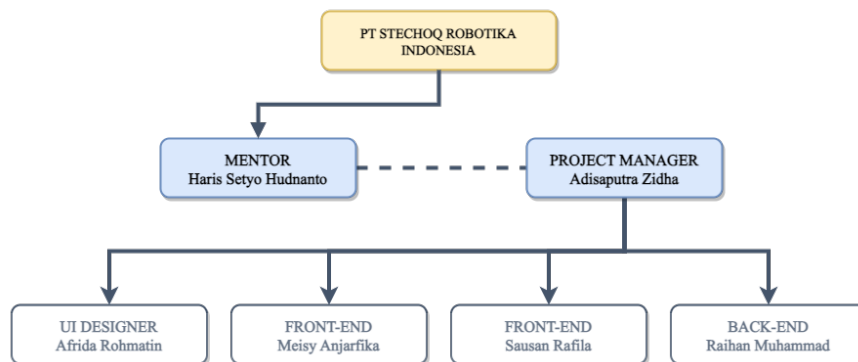 PT STECHOQ ROBOTIKA
INDONESIA
MENTOR
Haris Setyo Hudnanto
PROJECT MANAGER
Adisaputra Zidha
UI DESIGNER
Afrida Rohmatin
FRONT-END
Meisy Anjarfika
FRONT-END
Sausan Rafila
BACK-END
Raihan Muhammad